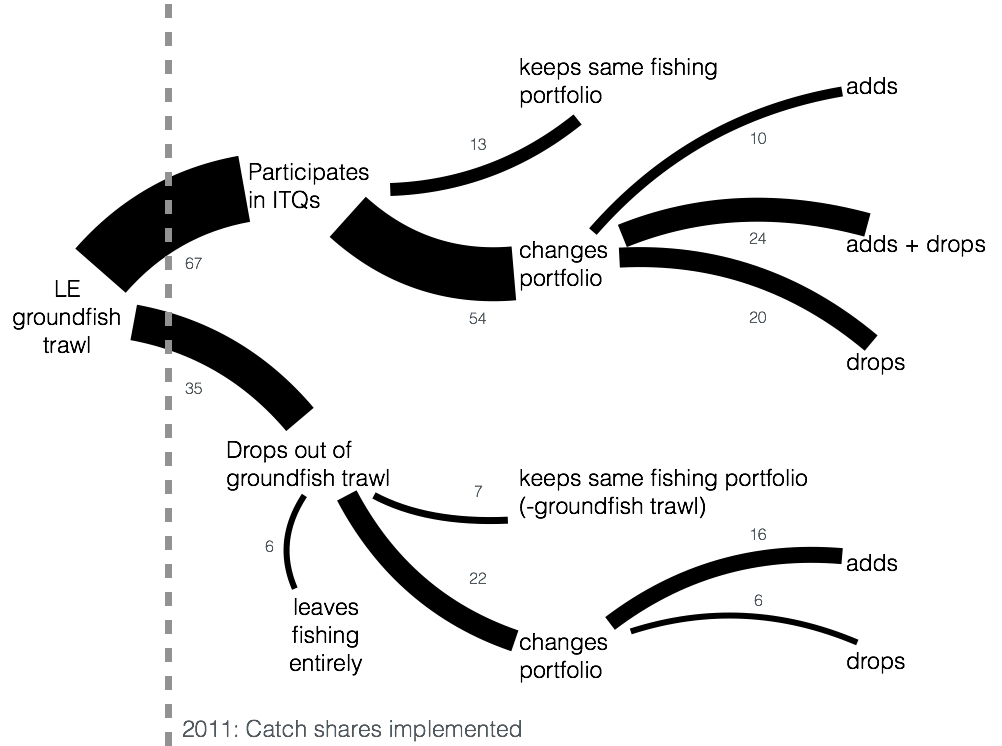 keeps same fishing
portfolio
adds
13
10
Participates
in ITQs
changes
portfolio
24
adds + drops
67
LE
groundfish
trawl
54
20
drops
35
Drops out of
groundfish trawl
7
keeps same fishing portfolio
(-groundfish trawl)
16
adds
6
22
6
leaves
fishing
entirely
changes
portfolio
drops
2011: Catch shares implemented